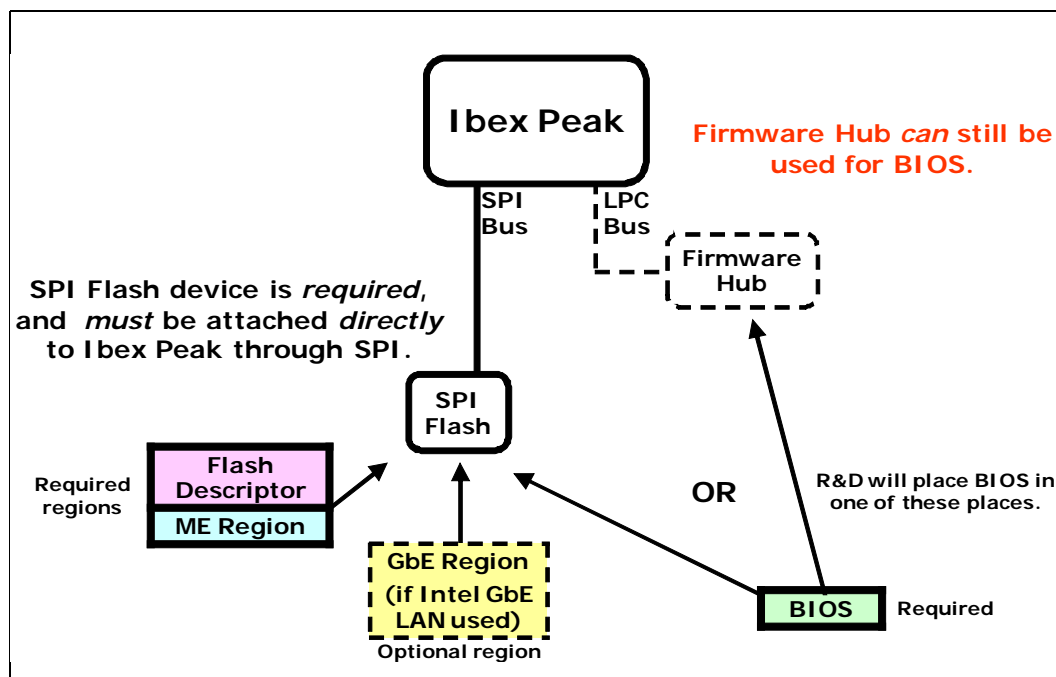 Ibex Peak
Firmware Hub can still be
used for BIOS.
SPI
Bus
LPC
Bus
Firmware
Hub
SPI Flash device is required,
and must be attached directly
to Ibex Peak through SPI.
SPI
Flash
Required
regions
Flash
Descriptor
ME Region
OR
R&D will place BIOS in
one of these places.
GbE Region
(if Intel GbE
LAN used)
Optional region
BIOS
Required